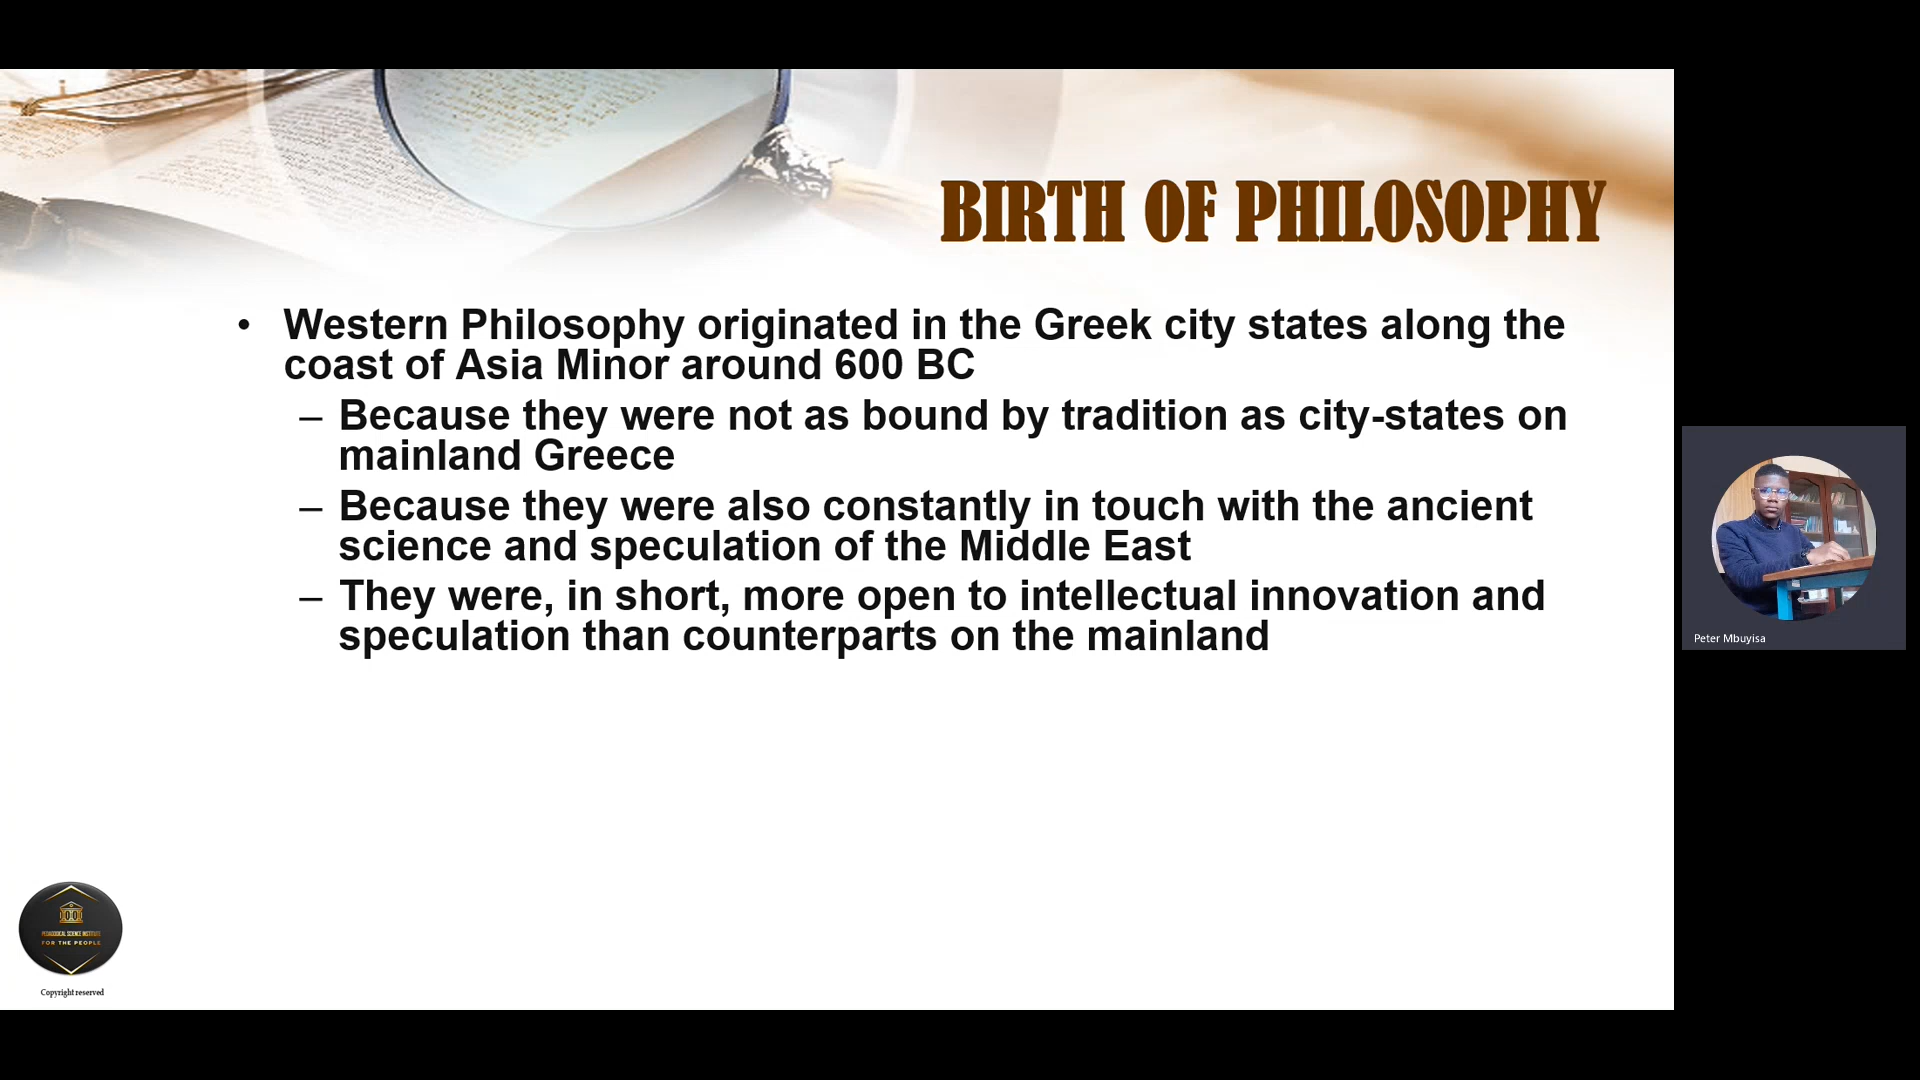 BIRTH OF PHILOSOPHY
• Western Philosophy originated in the Greek city states along the
coast of Asia Minor around 600 BC
– Because they were not as bound by tradition as city-states on
mainland Greece
– Because they were also constantly in touch with the ancient
science and speculation of the Middle East
– They were, in short, more open to intellectual innovation and
speculation than counterparts on the mainland
Peter Mbuyisa
PEDAGOGICAL SCIENCE INSTITUTE
FOR THE PEOPLE
Copyright reserved